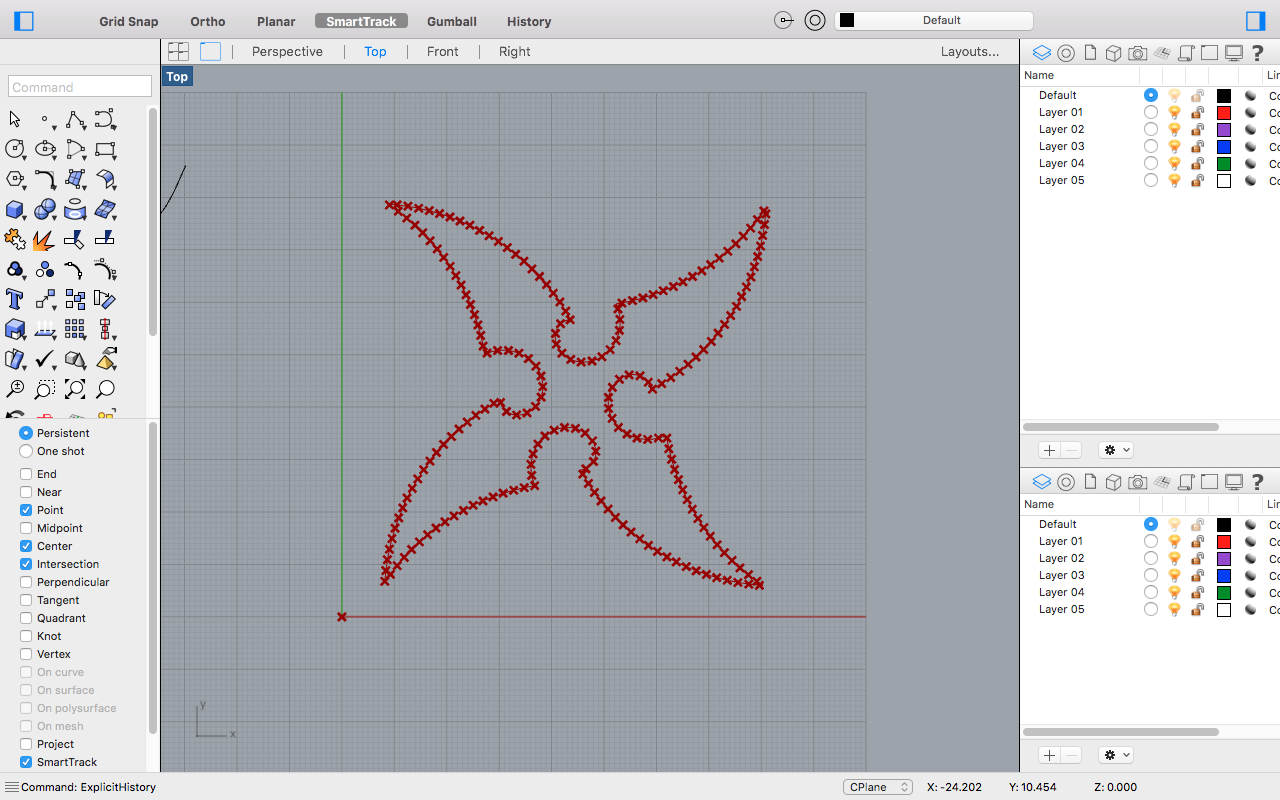 Grid Snap Ortho Planar SmartTrack Gumball History Default
Perspective Top Front Right Layouts...
Top
Command
Name Lin
Default Co
Layer 01 Co
Layer 02 Co
Layer 03 Co
Layer 04 Co
Layer 05 Co
Persistent
One shot
End
Near
Point
Midpoint
Center
Intersection
Perpendicular
Tangent
Quadrant
Knot
Vertex
On curve
On surface
On polysurface
On mesh
Project
SmartTrack
Name Lin
Default Co
Layer 01 Co
Layer 02 Co
Layer 03 Co
Layer 04 Co
Layer 05 Co
y
x
Command: ExplicitHistory CPlane X: -24.202 Y: 10.454 Z: 0.000